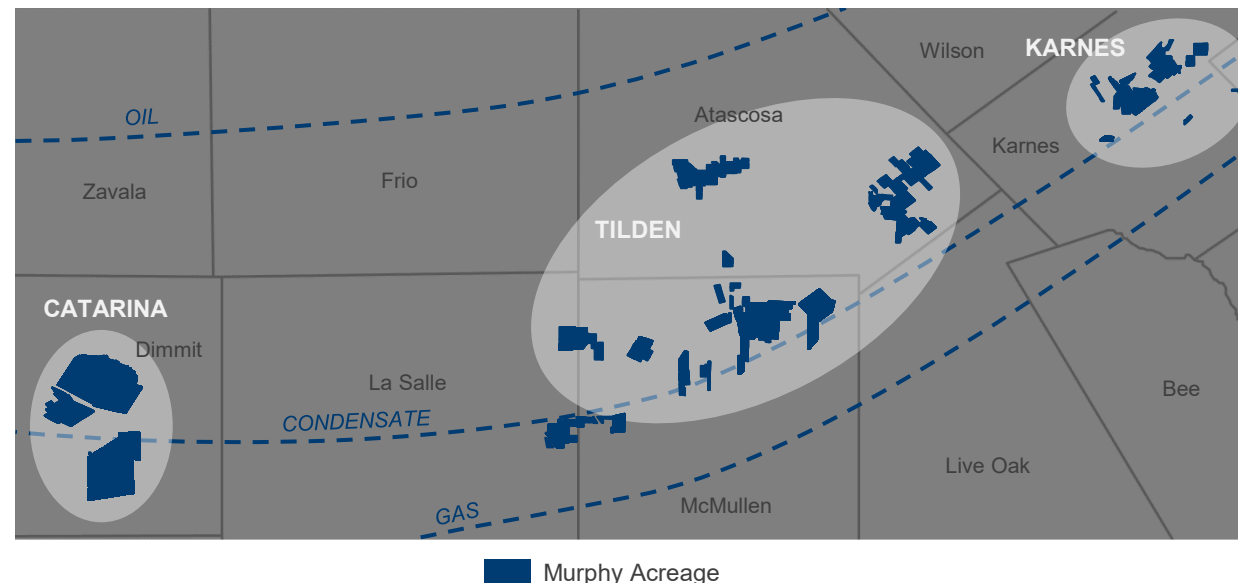 Wilson
KARNES
Atascosa
OIL
Karnes
Zavala
Frio
TILDEN
CATARINA
Dimmit
La Salle
Bee
CONDENSATE
Live Oak
McMullen
GAS
Murphy Acreage